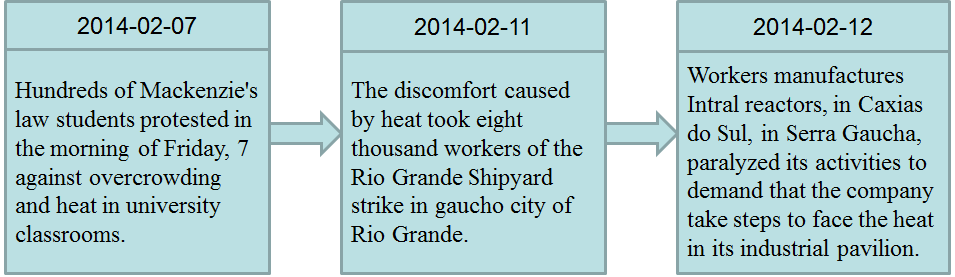 2014-02-07
Hundreds of Mackenzie's
law students protested in
the morning of Friday, 7
against overcrowding
and heat in university
classrooms.
2014-02-11
The discomfort caused
by heat took eight
thousand workers of the
Rio Grande Shipyard
strike in gaucho city of
Rio Grande.
2014-02-12
Workers manufactures
Intral reactors, in Caxias
do Sul, in Serra Gaucha,
paralyzed its activities to
demand that the company
take steps to face the heat
in its industrial pavilion.